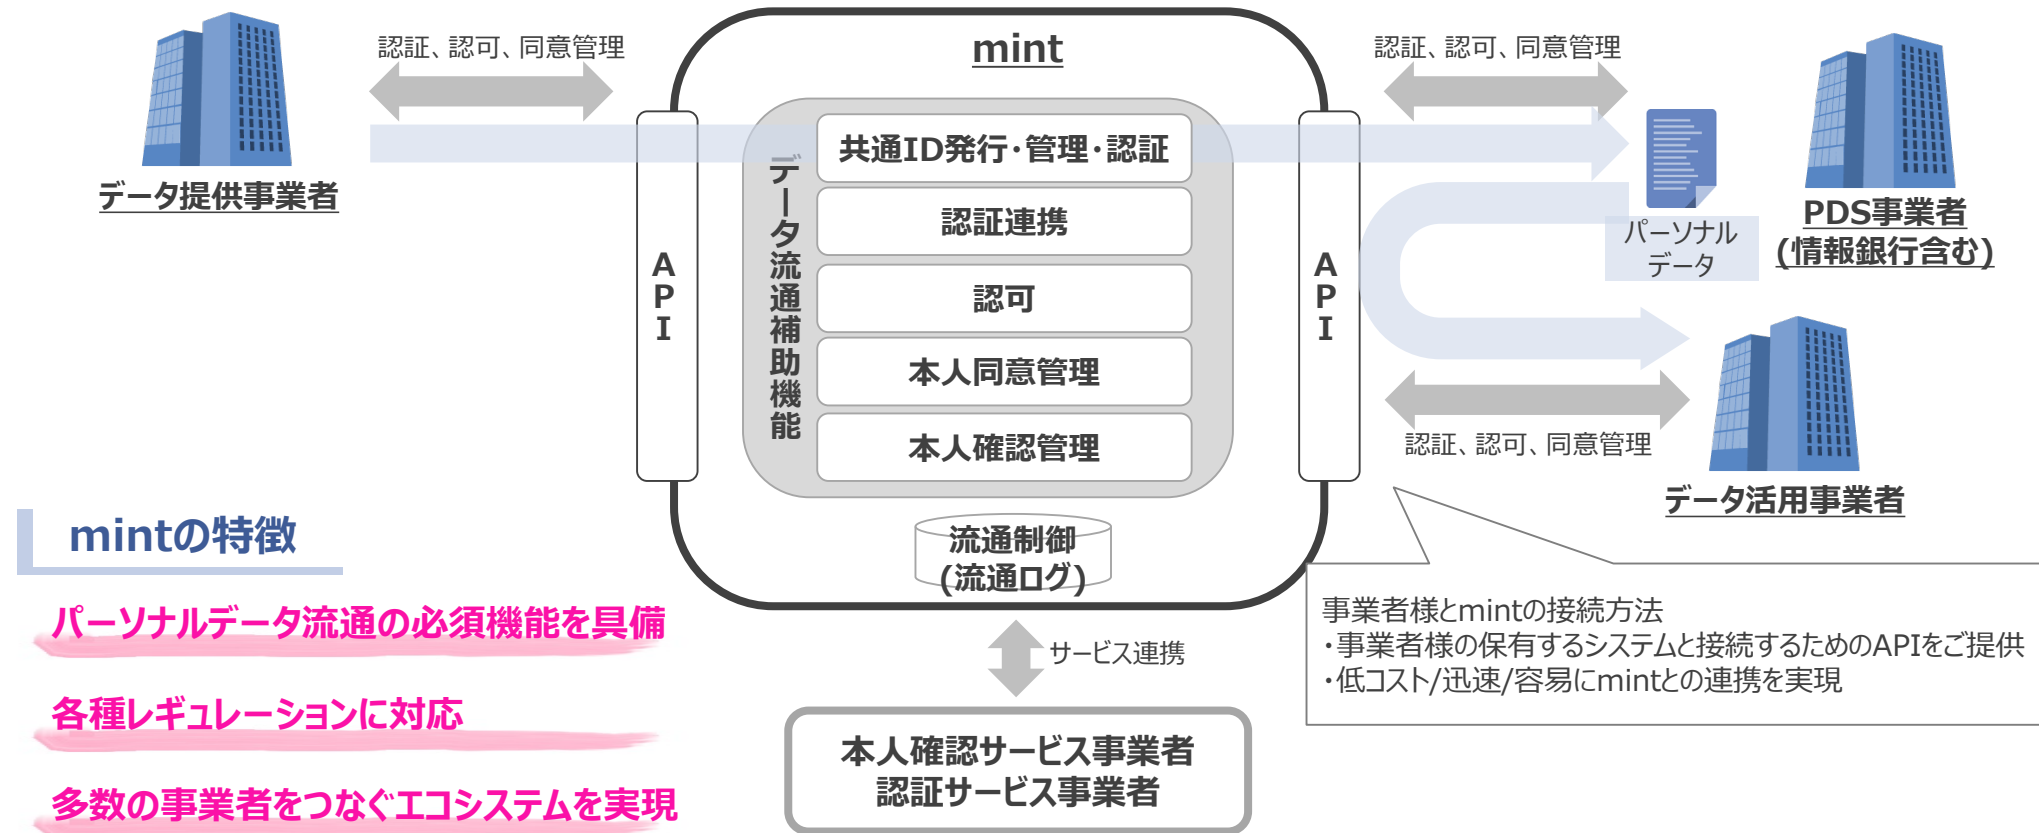 認証、認可、同意管理
mint
認証、認可、同意管理
データ提供事業者
API
データ流通補助機能
共通ID発行・管理・認証
認証連携
認可
本人同意管理
本人確認管理
API
パーソナル
データ
PDS事業者
(情報銀行含む)
認証、認可、同意管理
データ活用事業者
流通制御
(流通ログ)
mintの特徴
パーソナルデータ流通の必須機能を具備
各種レギュレーションに対応
多数の事業者をつなぐエコシステムを実現
サービス連携
本人確認サービス事業者
認証サービス事業者
事業者様とmintの接続方法
・事業者様の保有するシステムと接続するためのAPIをご提供
・低コスト/迅速/容易にmintとの連携を実現